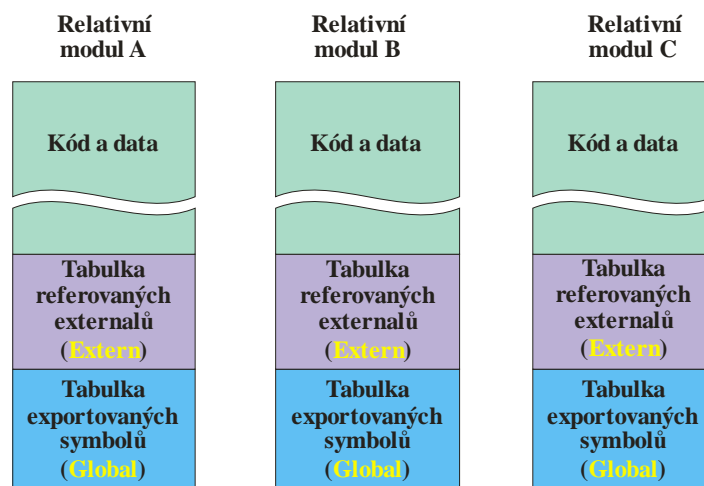 Relativní
modul A
Kód a data
Tabulka
referovaných
externalů
(Extern)
Tabulka
exportovaných
symbolů
(Global)
Relativní
modul B
Kód a data
Tabulka
referovaných
externalů
(Extern)
Tabulka
exportovaných
symbolů
(Global)
Relativní
modul C
Kód a data
Tabulka
referovaných
externalů
(Extern)
Tabulka
exportovaných
symbolů
(Global)